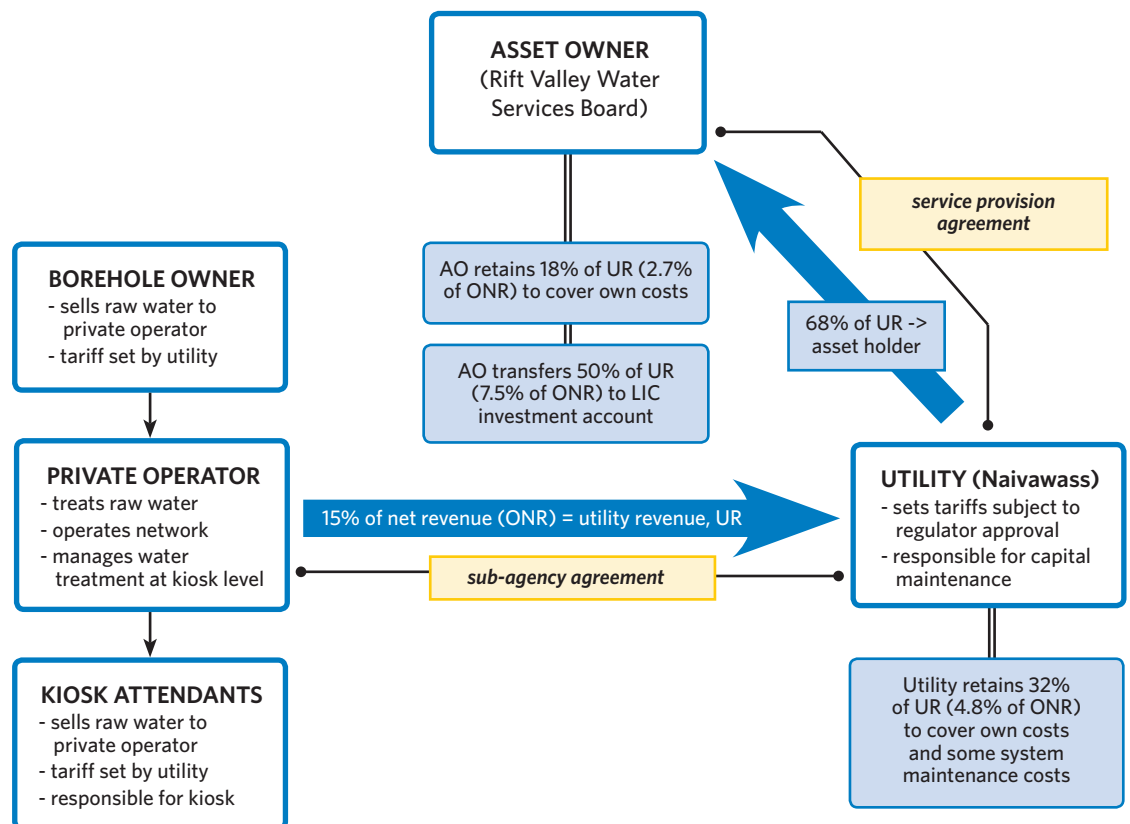 ASSET OWNER
(Rift Valley Water
Services Board)
service provision
agreement
BOREHOLE OWNER
- sells raw water to
private operator
- tariff set by utility
AO retains 18% of UR (2.7%
of ONR) to cover own costs
68% of UR ->
asset holder
AO transfers 50% of UR
(7.5% of ONR) to LIC
investment account
PRIVATE OPERATOR
- treats raw water
- operates network
- manages water
treatment at kiosk level
15% of net revenue (ONR) = utility revenue, UR
sub-agency agreement
UTILITY (Naivawass)
- sets tariffs subject to
regulator approval
- responsible for capital
maintenance
KIOSK ATTENDANTS
- sells raw water to
private operator
- tariff set by utility
- responsible for kiosk
Utility retains 32%
of UR (4.8% of ONR)
to cover own costs
and some system
maintenance costs